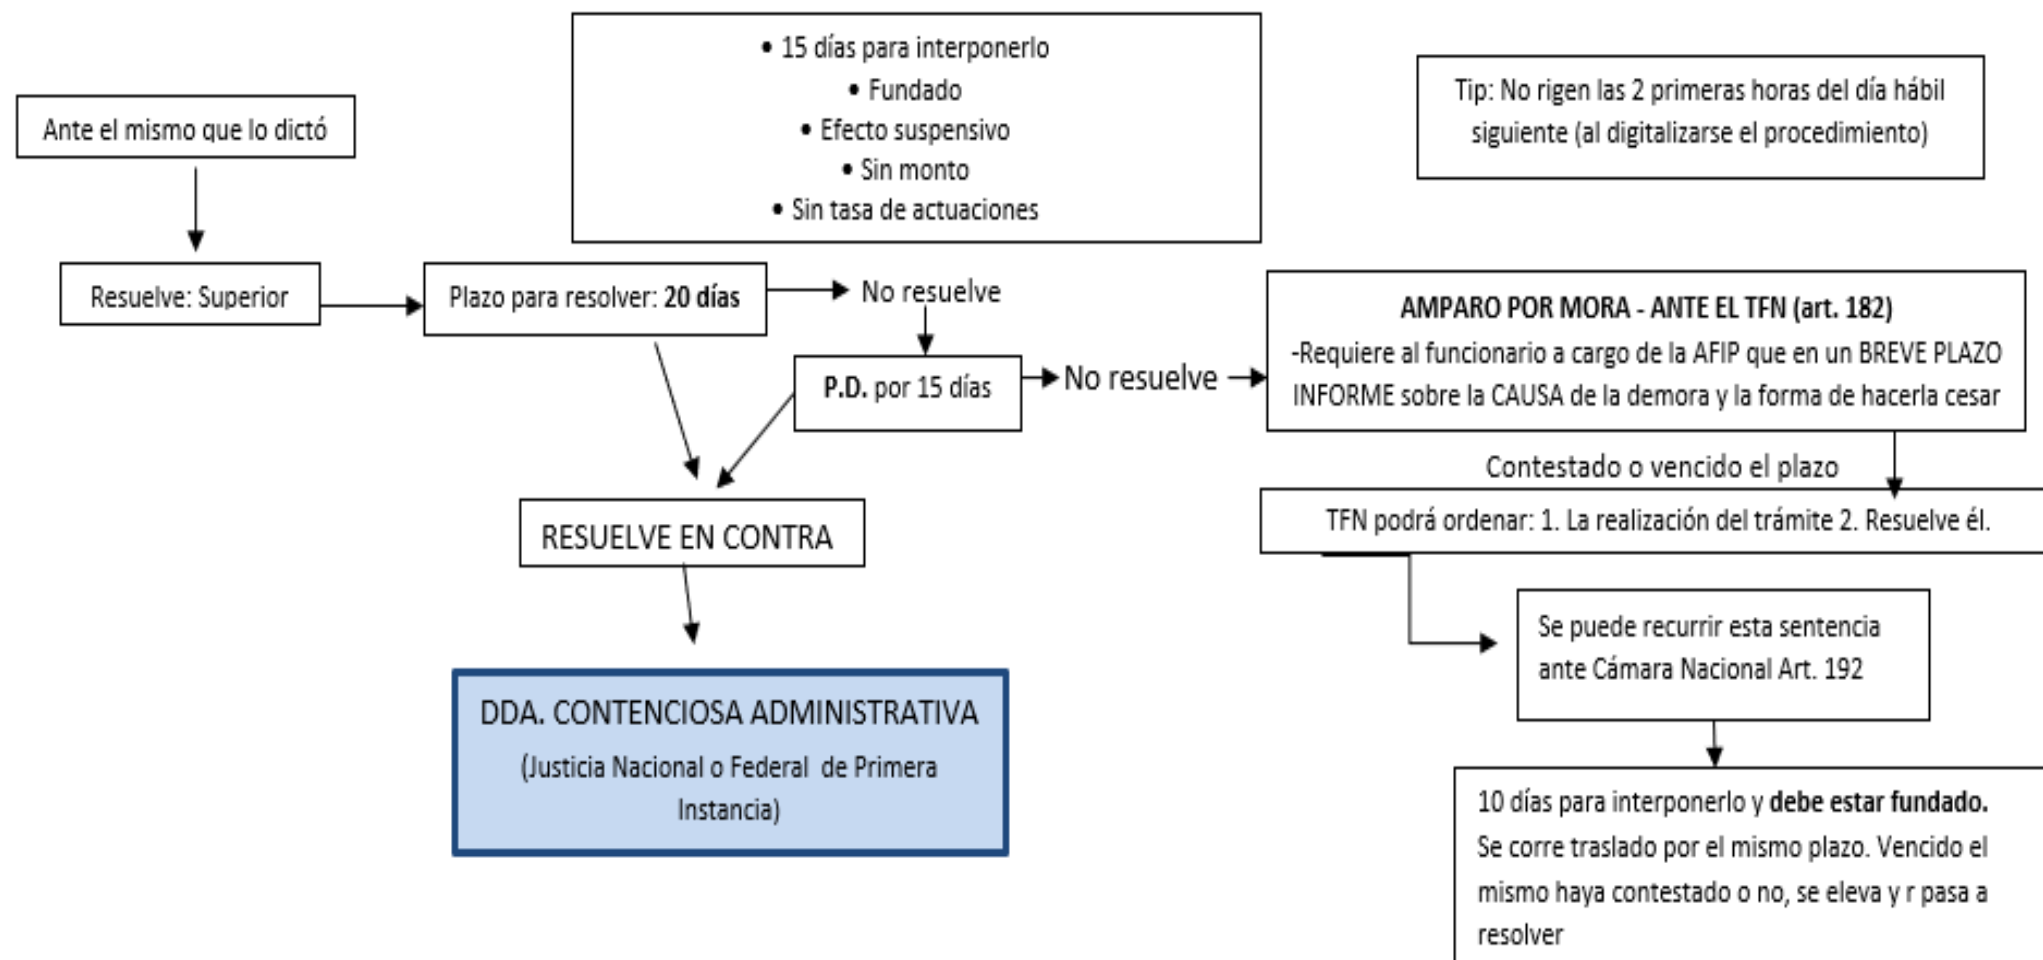 • 15 días para interponerlo
• Fundado
• Efecto suspensivo
• Sin monto
• Sin tasa de actuaciones
Tip: No rigen las 2 primeras horas del día hábil
siguiente (al digitalizarse el procedimiento)
Ante el mismo que lo dictó
Resuelve: Superior
Plazo para resolver: 20 días
No resuelve
P.D. por 15 días
No resuelve
AMPARO POR MORA - ANTE EL TFN (art. 182)
-Requiere al funcionario a cargo de la AFIP que en un BREVE PLAZO
INFORME sobre la CAUSA de la demora y la forma de hacerla cesar
Contestado o vencido el plazo
TFN podrá ordenar: 1. La realización del trámite 2. Resuelve él.
RESUELVE EN CONTRA
DDA. CONTENCIOSA ADMINISTRATIVA
(Justicia Nacional o Federal de Primera
Instancia)
Se puede recurrir esta sentencia
ante Cámara Nacional Art. 192
10 días para interponerlo y debe estar fundado.
Se corre traslado por el mismo plazo. Vencido el
mismo haya contestado o no, se eleva y r pasa a
resolver